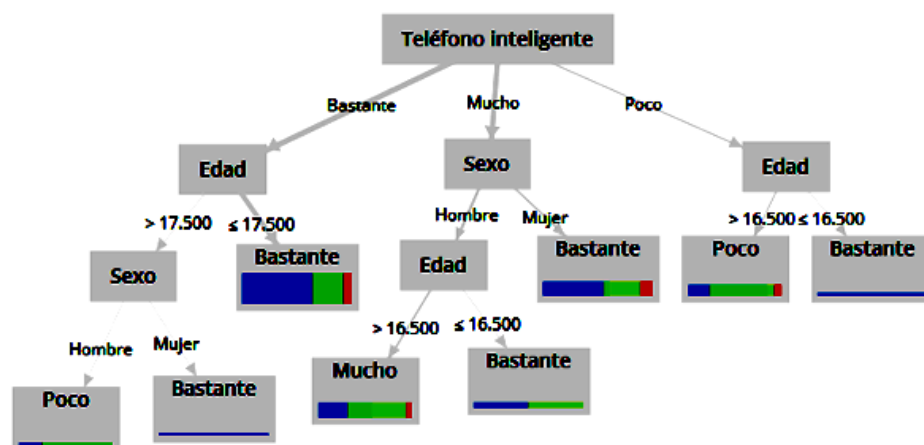 Teléfono inteligente
Bastante
Mucho
Poco
Edad
Sexo
Edad
> 17.500
≤ 17.500
Hombre
Mujer
> 16.500
≤ 16.500
Sexo
Bastante
Edad
Bastante
Poco
Bastante
Hombre
Mujer
> 16.500
≤ 16.500
Poco
Bastante
Mucho
Bastante